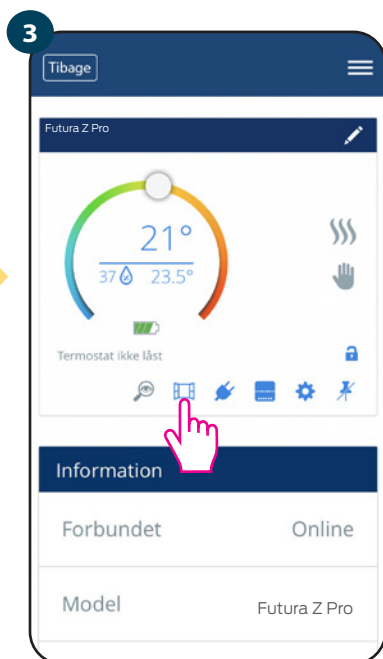 3
Tibage
Futura Z Pro
21°
37 23.5°
Termostat ikke låst
Information
Forbundet Online
Model Futura Z Pro